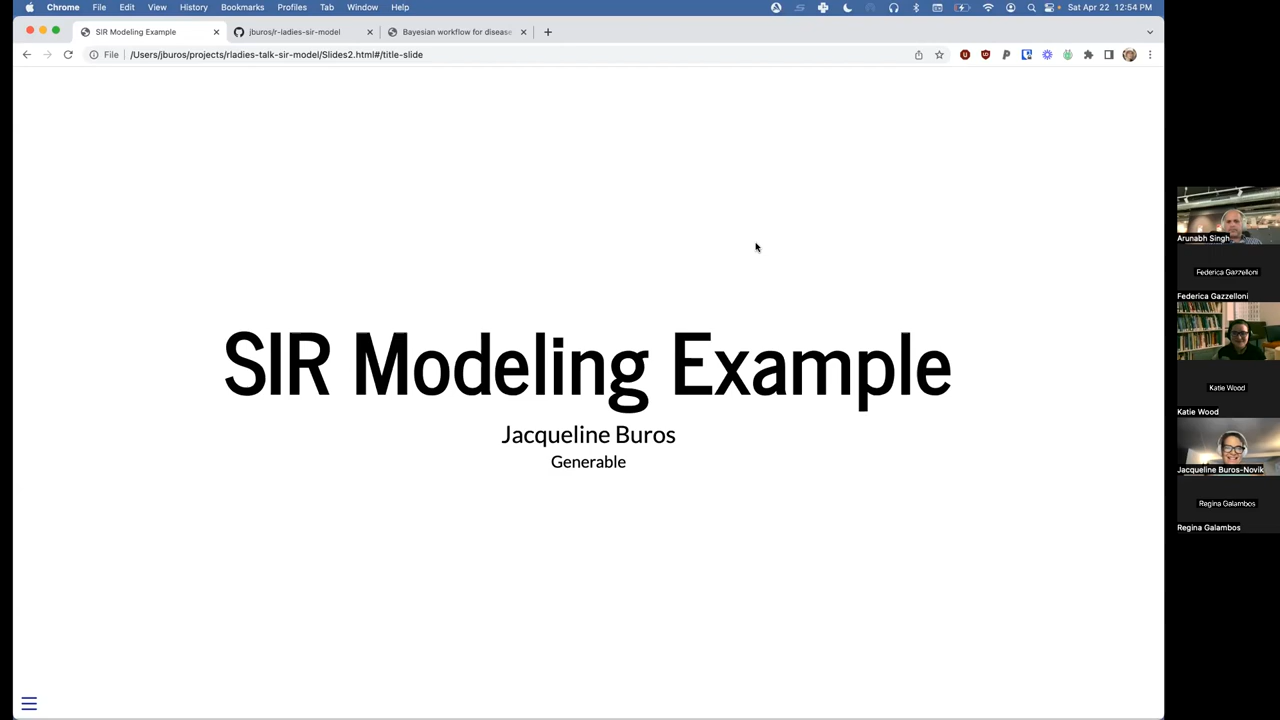 Chrome File Edit View History Bookmarks Profiles Tab Window Help Sat Apr 22 12:54 PM
SIR Modeling Example jburos/r-ladies-sir-model Bayesian workflow for disease
File /Users/jburos/projects/rladies-talk-sir-model/Slides2.html#/title-slide
SIR Modeling Example
Jacqueline Buros
Generable
Arunabh Singh
Federica Gazzelloni
Federica Gazzelloni
Katie Wood
Katie Wood
Jacqueline Buros-Novik
Regina Galambos
Regina Galambos